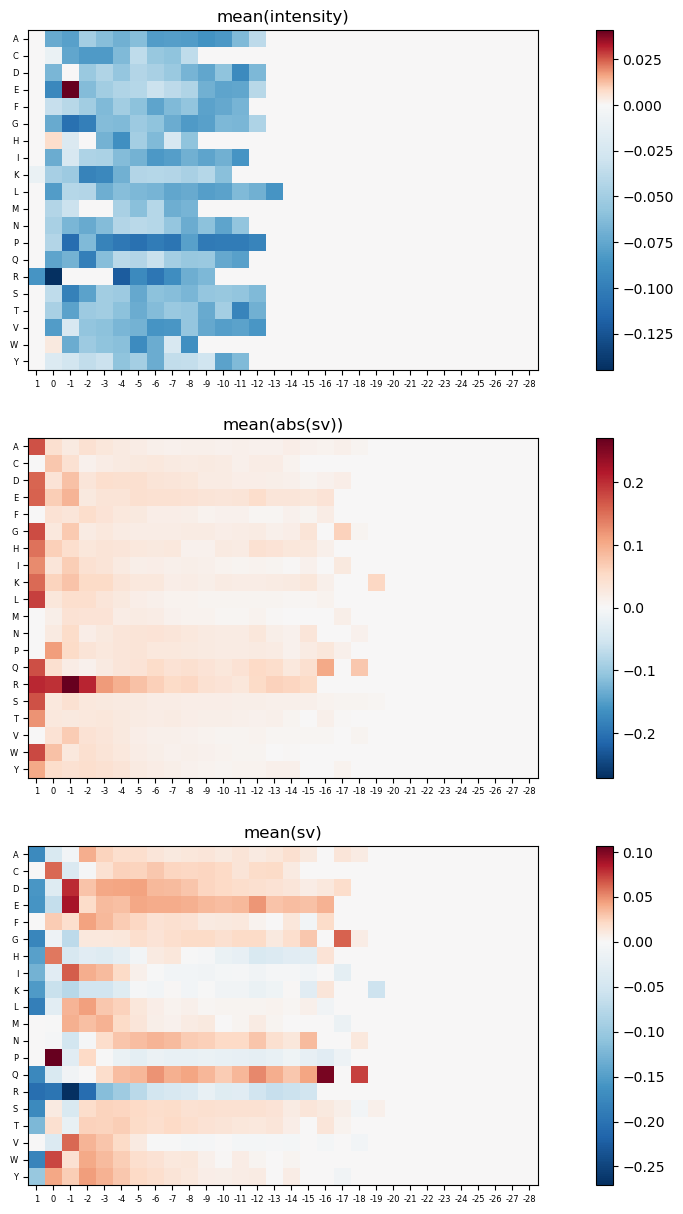 mean(intensity)
A
C
D
E
F
G
H
I
K
L
M
N
P
Q
R
S
T
V
W
Y
1 0 -1 -2 -3 -4 -5 -6 -7 -8 -9 -10 -11 -12 -13 -14 -15 -16 -17 -18 -19 -20 -21 -22 -23 -24 -25 -26 -27 -28
0.025
0.000
−0.025
−0.050
−0.075
−0.100
−0.125
mean(abs(sv))
A
C
D
E
F
G
H
I
K
L
M
N
P
Q
R
S
T
V
W
Y
1 0 -1 -2 -3 -4 -5 -6 -7 -8 -9 -10 -11 -12 -13 -14 -15 -16 -17 -18 -19 -20 -21 -22 -23 -24 -25 -26 -27 -28
0.2
0.1
0.0
−0.1
−0.2
mean(sv)
A
C
D
E
F
G
H
I
K
L
M
N
P
Q
R
S
T
V
W
Y
1 0 -1 -2 -3 -4 -5 -6 -7 -8 -9 -10 -11 -12 -13 -14 -15 -16 -17 -18 -19 -20 -21 -22 -23 -24 -25 -26 -27 -28
0.10
0.05
0.00
−0.05
−0.10
−0.15
−0.20
−0.25